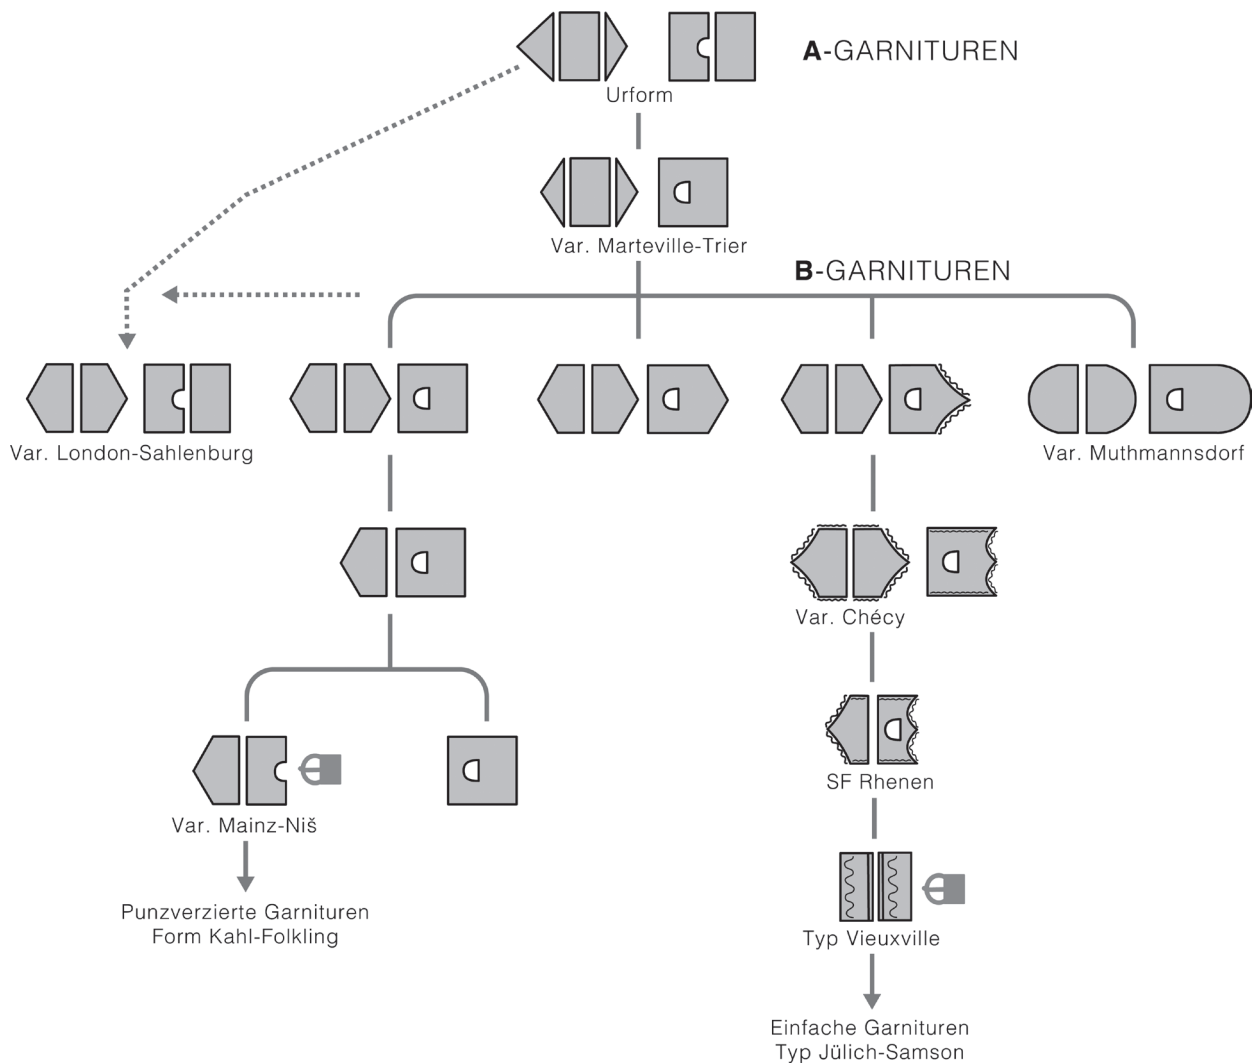 A-GARNITUREN
Urform
Var. Marteville-Trier
B-GARNITUREN
Var. London-Sahlenburg
Var. Muthmannsdorf
Var. Chécy
SF Rhenen
Var. Mainz-Niš
Punzverzierte Garnituren
Form Kahl-Folkling
Typ Vieuxville
Einfache Garnituren
Typ Jülich-Samson